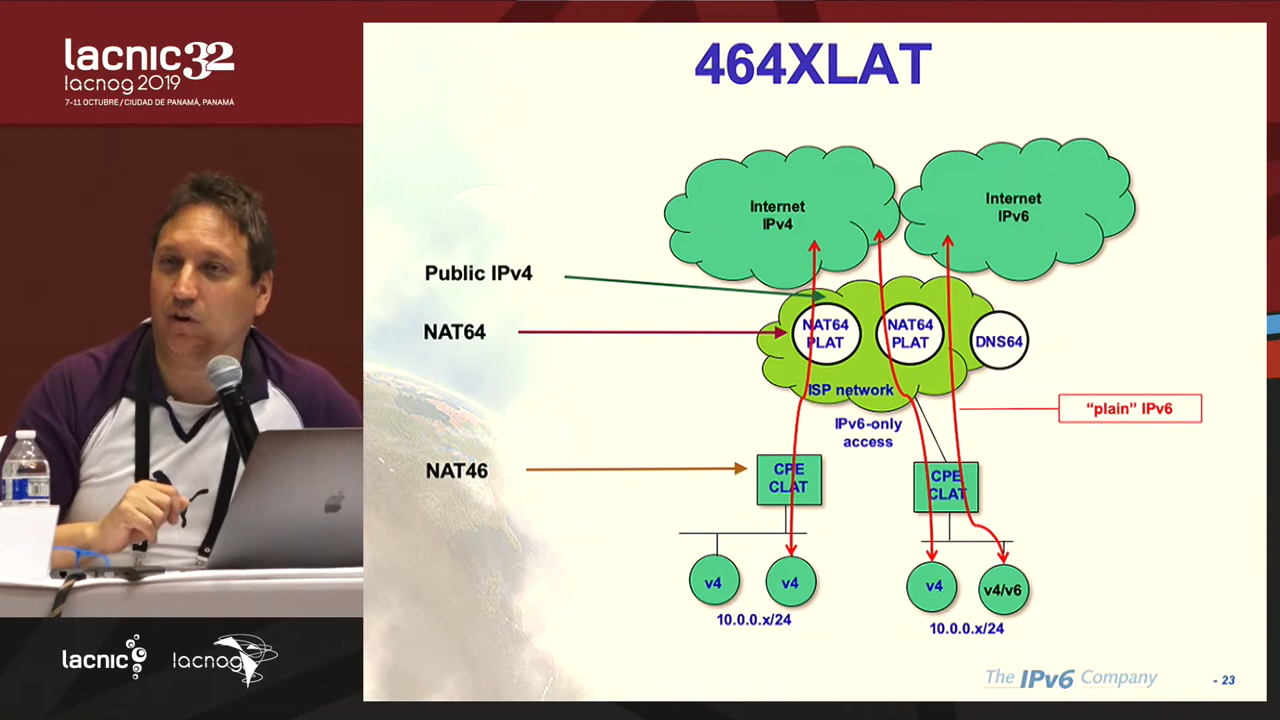 lacnic32
lacnog 2019
7-11 OCTUBRE / CIUDAD DE PANAMÁ, PANAMÁ
464XLAT
Internet
IPv4
Internet
IPv6
Public IPv4
NAT64
NAT64
PLAT
NAT64
PLAT
DNS64
ISP network
IPv6-only
access
"plain" IPv6
NAT46
CPE
CLAT
CPE
CLAT
v4
v4
v4
v4/v6
10.0.0.x/24
10.0.0.x/24
lacnic
lacnog
The IPv6 Company
- 23